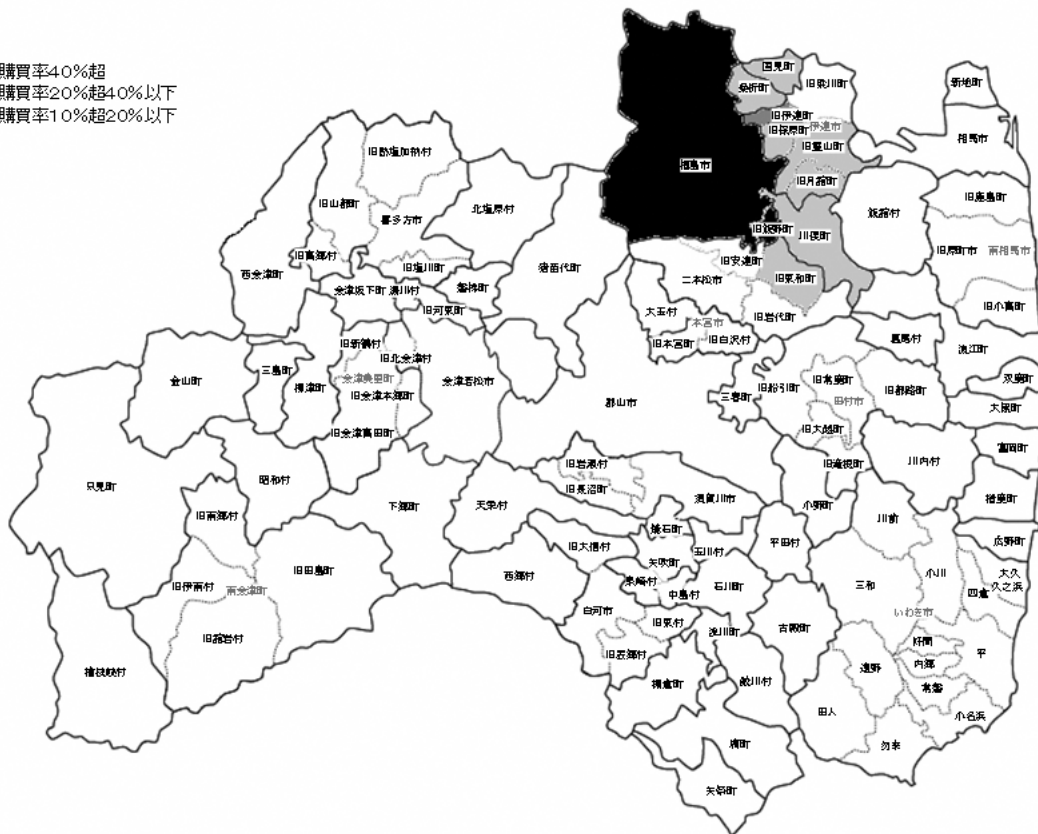 購買率40%超
購買率20%超40%以下
購買率10%超20%以下
国見町
桑折町
旧梁川町
新地町
旧伊達町
旧保原町
伊達市
相馬市
旧霊山町
福島市
旧月舘町
旧熱塩加納村
旧山都町
喜多方市
北塩原村
飯舘村
旧鹿島町
旧飯野町
川俣町
旧原町市
南相馬市
旧高郷村
西会津町
旧塩川町
猪苗代町
旧安達町
二本松市
旧東和町
会津坂下町
湯川村
磐梯町
旧河東町
大玉村
旧岩代町
旧小高町
本宮市
旧本宮町
旧白沢村
葛尾村
浪江町
旧新鶴村
旧北会津村
三島町
柳津町
会津美里町
旧会津本郷町
会津若松市
金山町
郡山市
三春町
旧船引町
旧常葉町
田村市
旧都路町
双葉町
大熊町
旧会津高田町
旧大越町
旧滝根町
川内村
富岡町
只見町
昭和村
下郷町
天栄村
旧岩瀬村
旧長沼町
須賀川市
小野町
楢葉町
旧南郷村
鏡石町
川前
広野町
旧伊南村
南会津町
旧田島町
西郷村
旧大信村
矢吹町
玉川村
平田村
泉崎村
中島村
石川町
三和
小川
四倉
大久
久之浜
いわき市
白河市
旧東村
浅川町
古殿町
旧舘岩村
旧表郷村
好間
内郷
平
檜枝岐村
棚倉町
鮫川村
遠野
常磐
田人
小名浜
塙町
勿来
矢祭町